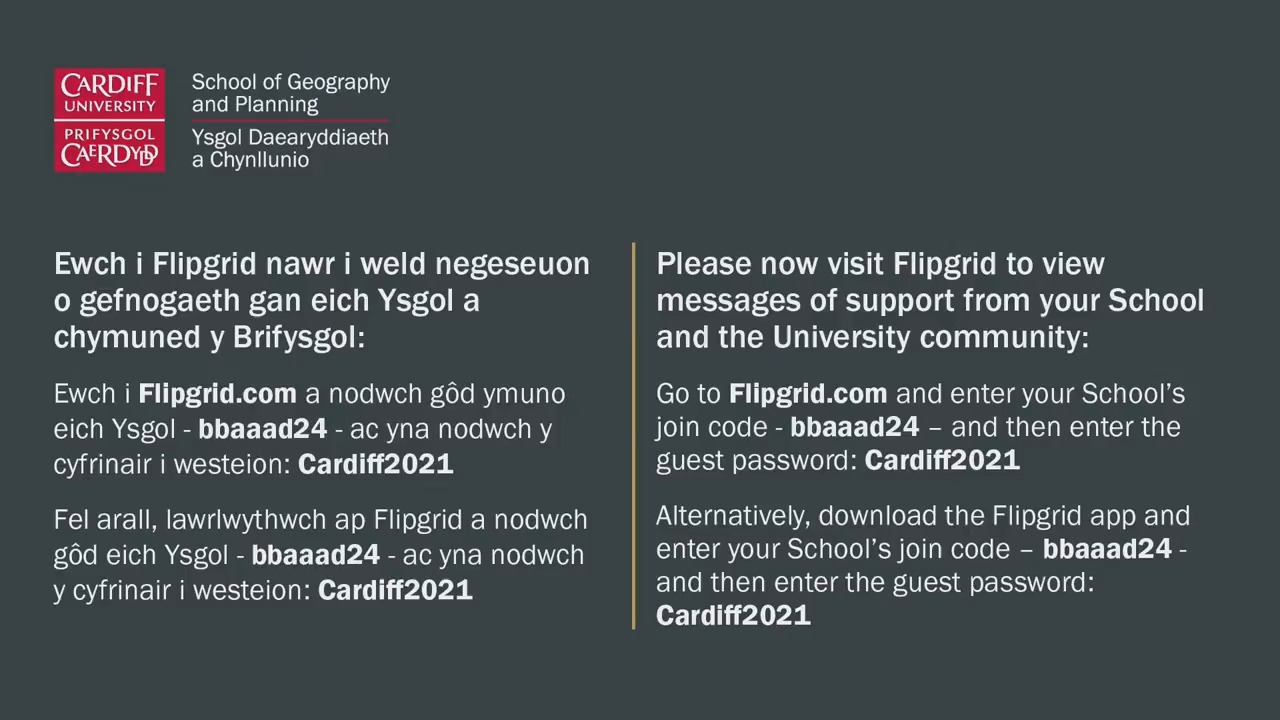 CARDIFF
UNIVERSITY
PRIFYSGOL
CAERDYDD
School of Geography
and Planning
Ysgol Daearyddiaeth
a Chynllunio
Ewch i Flipgrid nawr i weld negeseuon
o gefnogaeth gan eich Ysgol a
chymuned y Brifysgol:
Ewch i Flipgrid.com a nodwch gôd ymuno
eich Ysgol - bbaaad24 - ac yna nodwch y
cyfrinair i westeion: Cardiff2021
Fel arall, lawrlwythwch ap Flipgrid a nodwch
gôd eich Ysgol - bbaaad24 - ac yna nodwch
y cyfrinair i westeion: Cardiff2021
Please now visit Flipgrid to view
messages of support from your School
and the University community:
Go to Flipgrid.com and enter your School’s
join code - bbaaad24 – and then enter the
guest password: Cardiff2021
Alternatively, download the Flipgrid app and
enter your School’s join code – bbaaad24 -
and then enter the guest password:
Cardiff2021